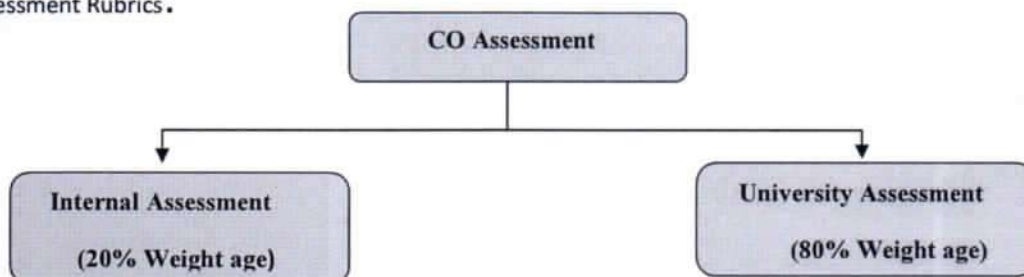 essment Rubrics.
CO Assessment
Internal Assessment
(20% Weight age)
University Assessment
(80% Weight age)